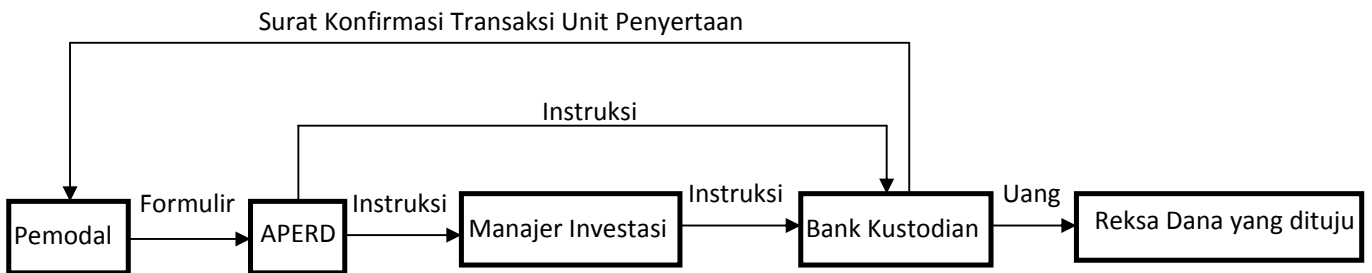 Surat Konfirmasi Transaksi Unit Penyertaan
Instruksi
Formulir
Instruksi
Instruksi
Uang
Pemodal
APERD
Manajer Investasi
Bank Kustodian
Reksa Dana yang dituju